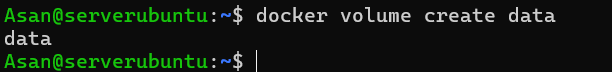 Asan@serverubuntu:~$ docker volume create data
data
Asan@serverubuntu:~$